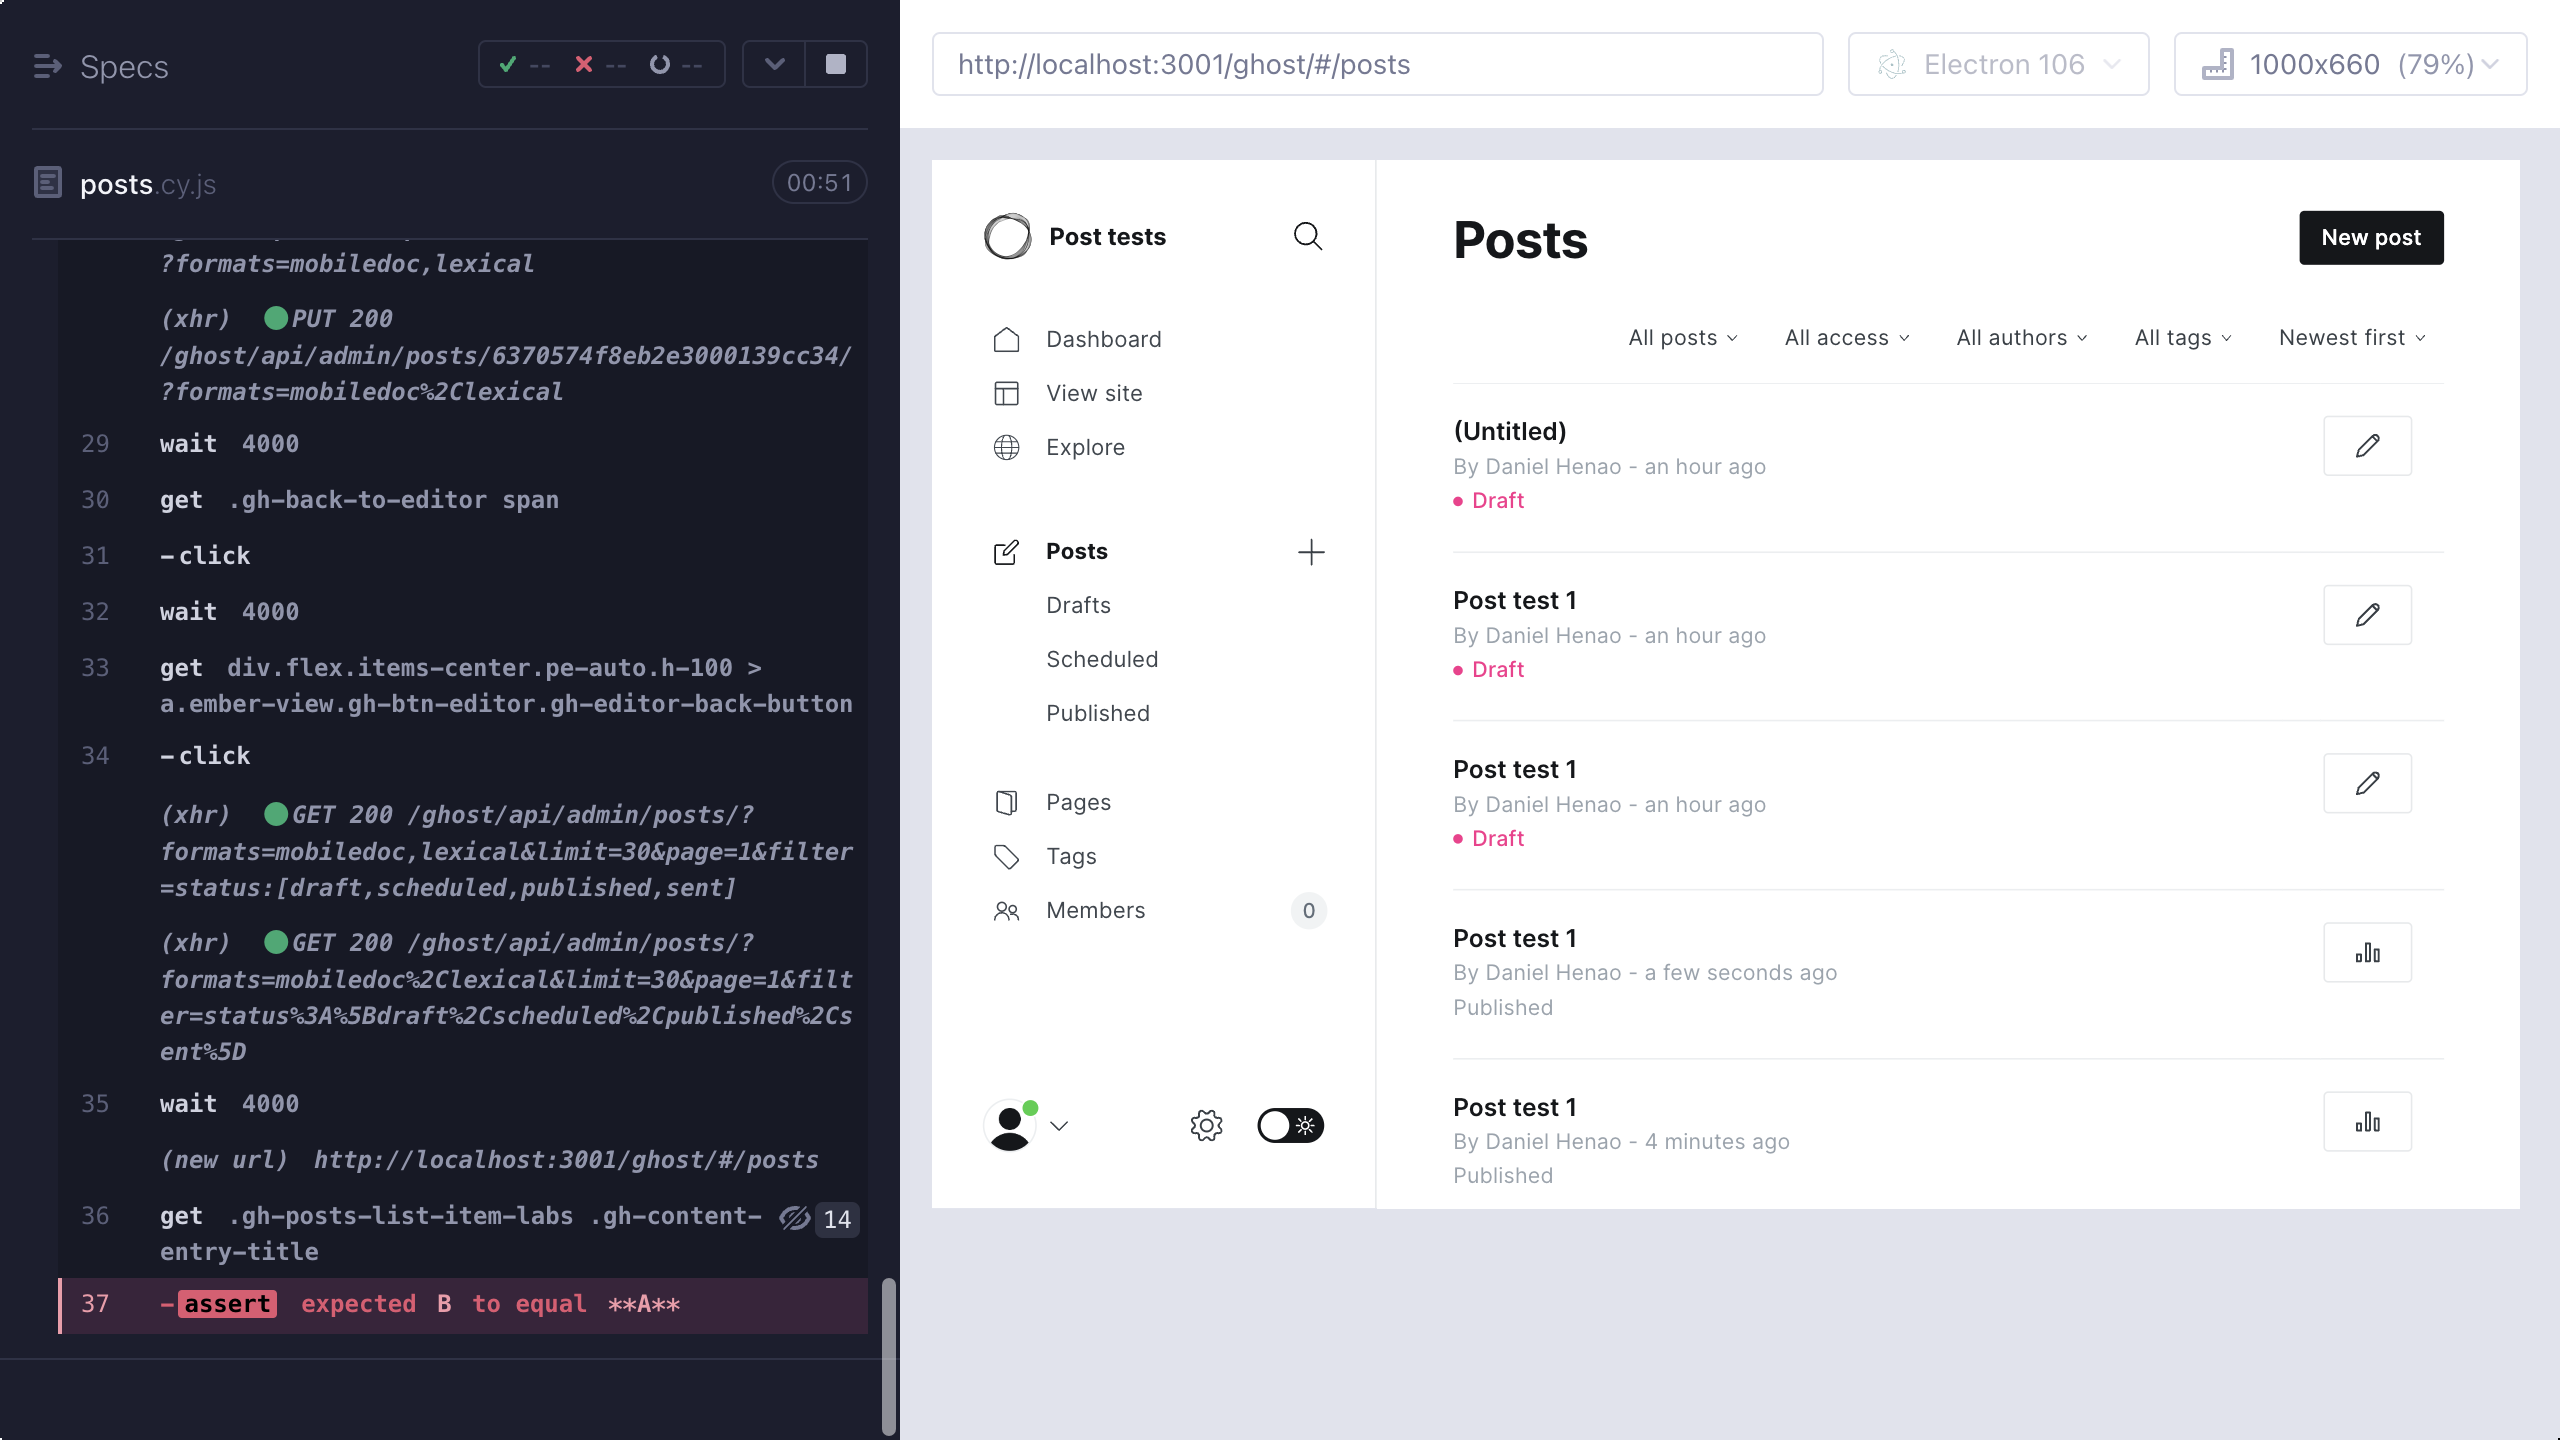 Specs
-- -- --
posts.cy.js
00:51
?formats=mobiledoc,lexical
(xhr) PUT 200
/ghost/api/admin/posts/6370574f8eb2e3000139cc34/
?formats=mobiledoc%2Clexical
29 wait 4000
30 get .gh-back-to-editor span
31 -click
32 wait 4000
33 get div.flex.items-center.pe-auto.h-100 >
a.ember-view.gh-btn-editor.gh-editor-back-button
34 -click
(xhr) GET 200 /ghost/api/admin/posts/?
formats=mobiledoc,lexical&limit=30&page=1&filter
=status:[draft,scheduled,published,sent]
(xhr) GET 200 /ghost/api/admin/posts/?
formats=mobiledoc%2Clexical&limit=30&page=1&filt
er=status%3A%5Bdraft%2Cscheduled%2Cpublished%2Cs
ent%5D
35 wait 4000
(new url) http://localhost:3001/ghost/#/posts
36 get .gh-posts-list-item-labs .gh-content-
entry-title
14
37 -assert expected B to equal **A**
http://localhost:3001/ghost/#/posts
Electron 106
1000x660 (79%)
Post tests
Dashboard
View site
Explore
Posts
Drafts
Scheduled
Published
Pages
Tags
Members 0
Posts
New post
All posts
All access
All authors
All tags
Newest first
(Untitled)
By Daniel Henao - an hour ago
Draft
Post test 1
By Daniel Henao - an hour ago
Draft
Post test 1
By Daniel Henao - an hour ago
Draft
Post test 1
By Daniel Henao - a few seconds ago
Published
Post test 1
By Daniel Henao - 4 minutes ago
Published